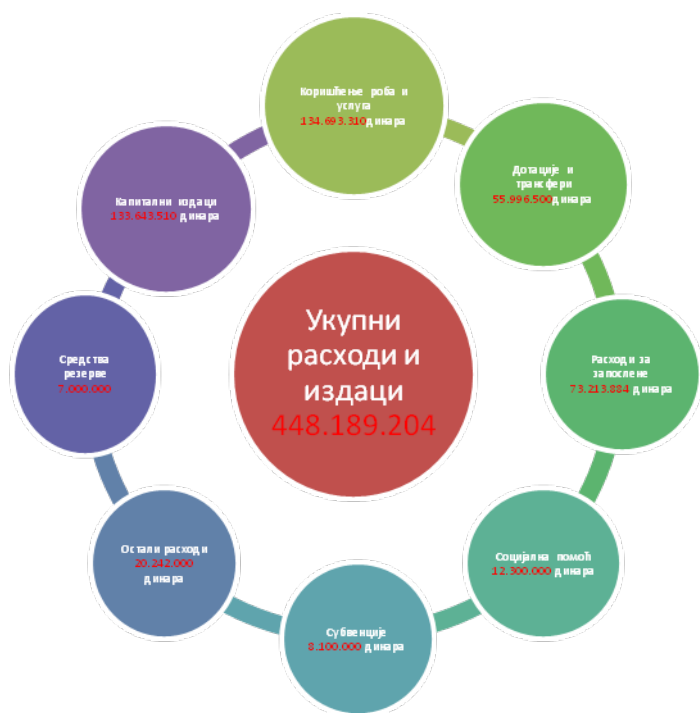 Коришћење роба и
услуга
134.693.310динара
Дотације и
трансфери
55.996.500динара
Капитални издаци
133.643.510 динара
Укупни
расходи и
издаци
448.189.204
Средства
резерве
7.000.000
Расходи за
запослене
73.213.884 динара
Остали расходи
20.242.000
динара
Социјална помоћ
12.300.000 динара
Субвенције
8.100.000 динара